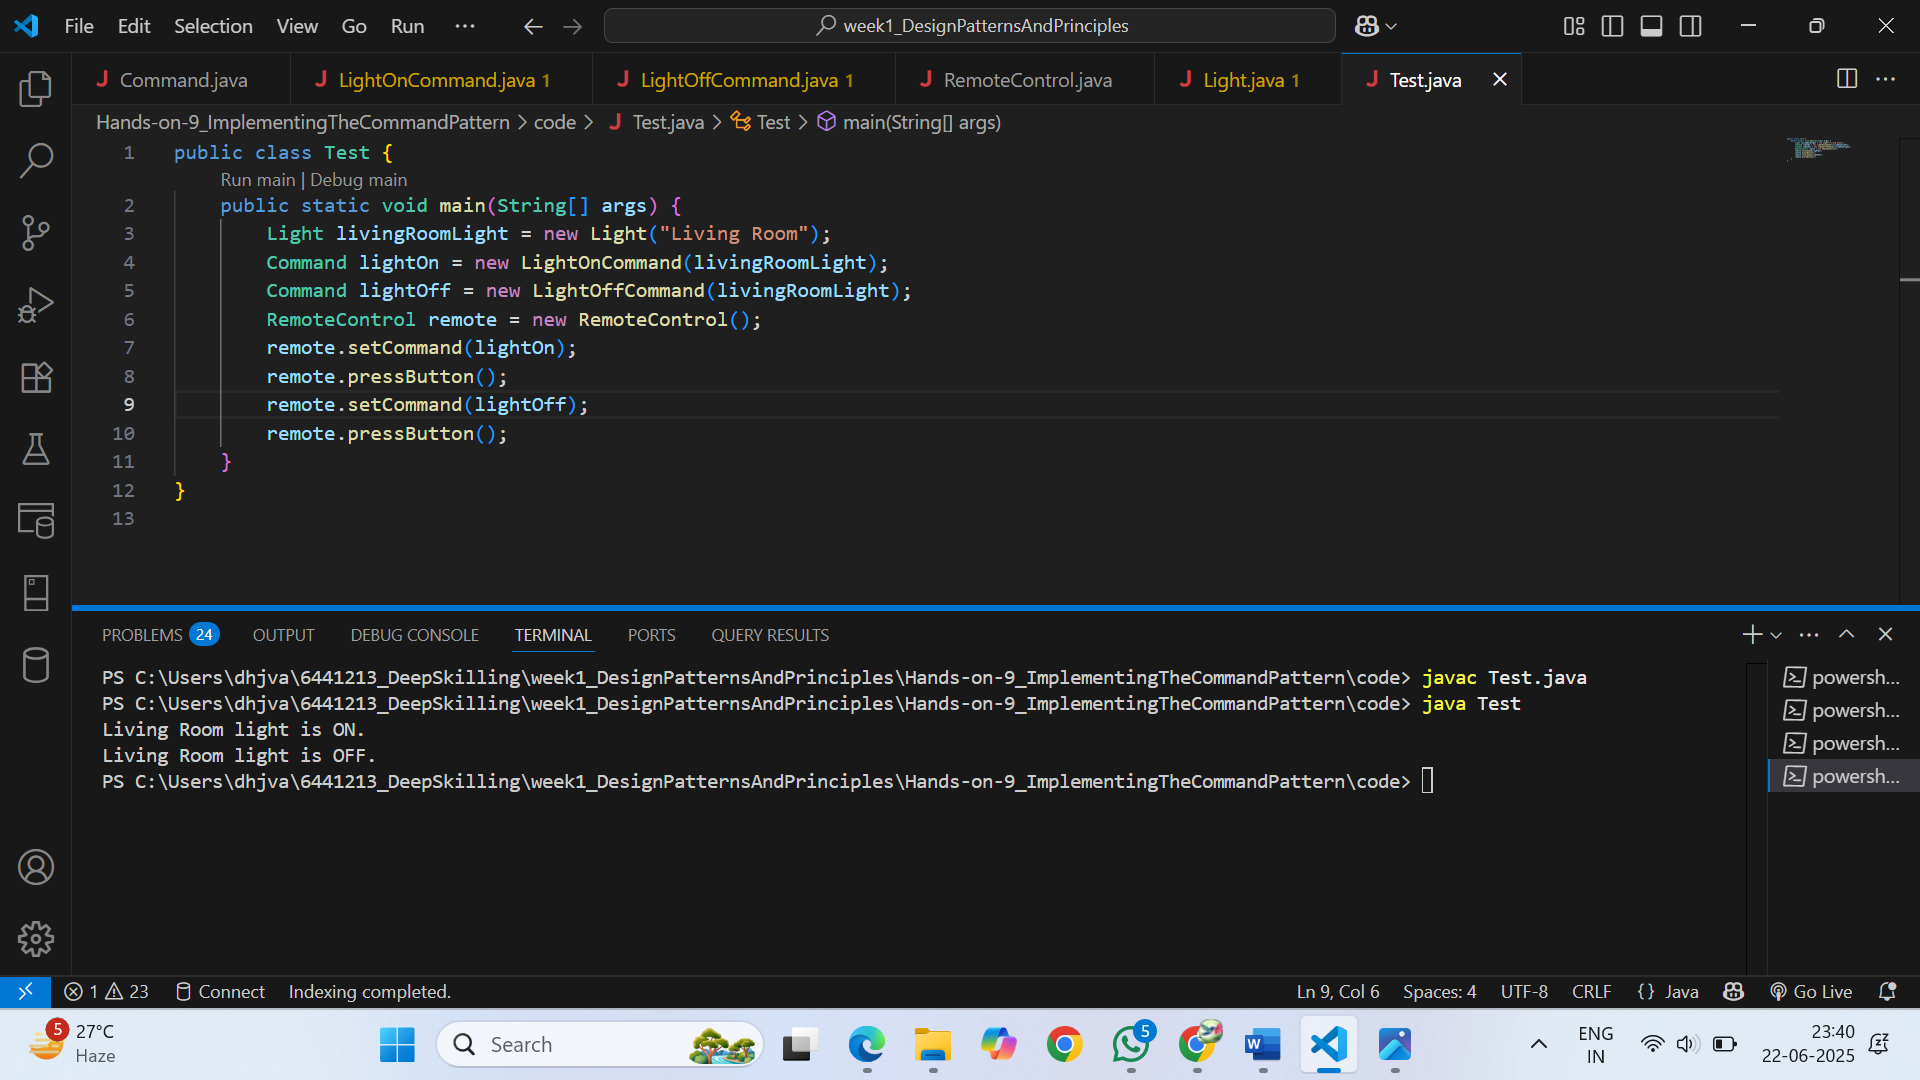 File Edit Selection View Go Run ··· week1_DesignPatternsAndPrinciples
Command.java LightOnCommand.java 1 LightOffCommand.java 1 RemoteControl.java Light.java 1 Test.java
Hands-on-9_ImplementingTheCommandPattern > code > Test.java > Test > main(String[] args)
1 public class Test {
Run main | Debug main
2 public static void main(String[] args) {
3 Light livingRoomLight = new Light("Living Room");
4 Command lightOn = new LightOnCommand(livingRoomLight);
5 Command lightOff = new LightOffCommand(livingRoomLight);
6 RemoteControl remote = new RemoteControl();
7 remote.setCommand(lightOn);
8 remote.pressButton();
9 remote.setCommand(lightOff);
10 remote.pressButton();
11 }
12 }
13
PROBLEMS 24 OUTPUT DEBUG CONSOLE TERMINAL PORTS QUERY RESULTS
PS C:\Users\dhjva\6441213_DeepSkilling\week1_DesignPatternsAndPrinciples\Hands-on-9_ImplementingTheCommandPattern\code> javac Test.java
PS C:\Users\dhjva\6441213_DeepSkilling\week1_DesignPatternsAndPrinciples\Hands-on-9_ImplementingTheCommandPattern\code> java Test
Living Room light is ON.
Living Room light is OFF.
PS C:\Users\dhjva\6441213_DeepSkilling\week1_DesignPatternsAndPrinciples\Hands-on-9_ImplementingTheCommandPattern\code>
powersh...
powersh...
powersh...
powersh...
1 23 Connect Indexing completed. Ln 9, Col 6 Spaces: 4 UTF-8 CRLF {} Java Go Live
5 27°C
Haze
Search
5
ENG
IN
23:40
22-06-2025